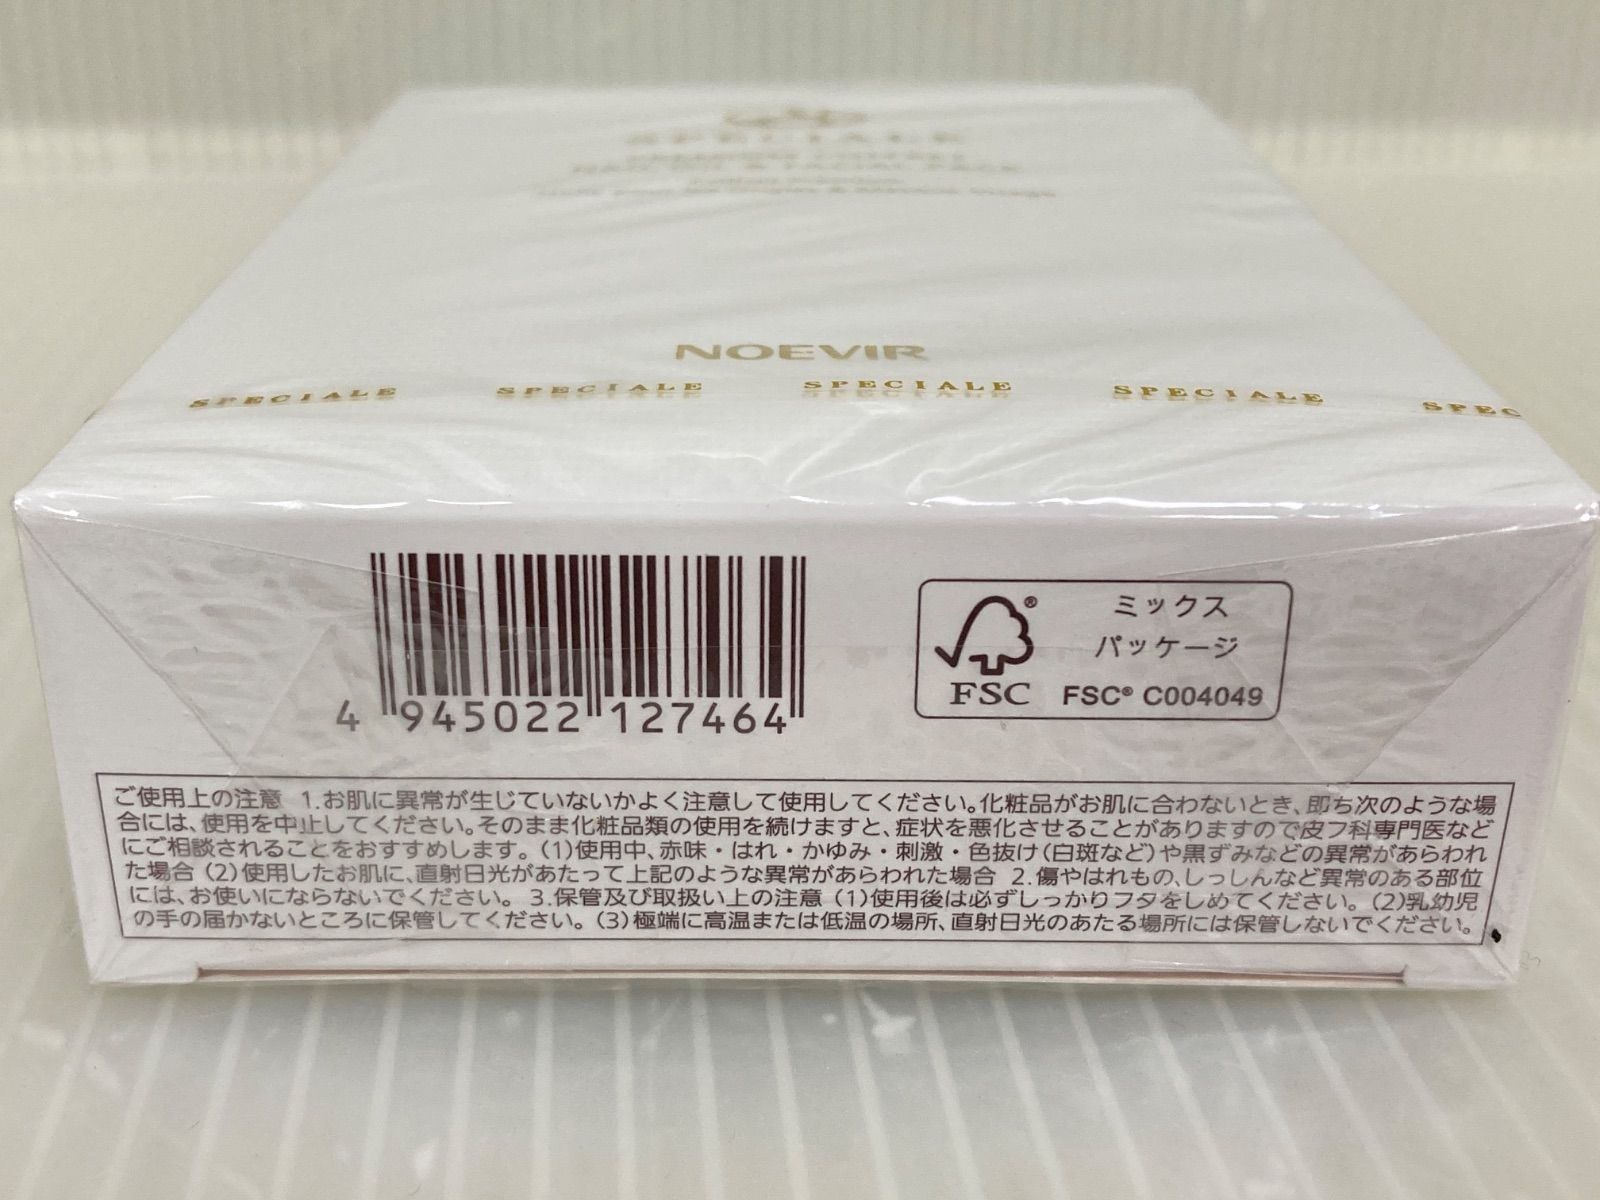 SPECIALE
NOEVIR
SPECIALE SPECIALE SPECIALE SPECIALE SPEC
4 945022 127464
ミックス
パッケージ
FSC® C004049
®
FSC
ご使用上の注意 1.お肌に異常が生じていないかよく注意して使用してください。化粧品がお肌に合わないとき、即ち次のような場
合には、使用を中止してください。そのまま化粧品類の使用を続けますと、症状を悪化させることがありますので皮フ科専門医など
にご相談されることをおすすめします。(1)使用中、赤味・はれ・かゆみ・刺激・色抜け(白斑など)や黒ずみなどの異常があらわれ
た場合 (2)使用したお肌に、直射日光があたって上記のような異常があらわれた場合 2.傷やはれもの、しっしんなど異常のある部位
には、お使いにならないでください。 3.保管及び取扱い上の注意 (1)使用後は必ずしっかりフタをしめてください。(2)乳幼児
の手の届かないところに保管してください。(3)極端に高温または低温の場所、直射日光のあたる場所には保管しないでください。